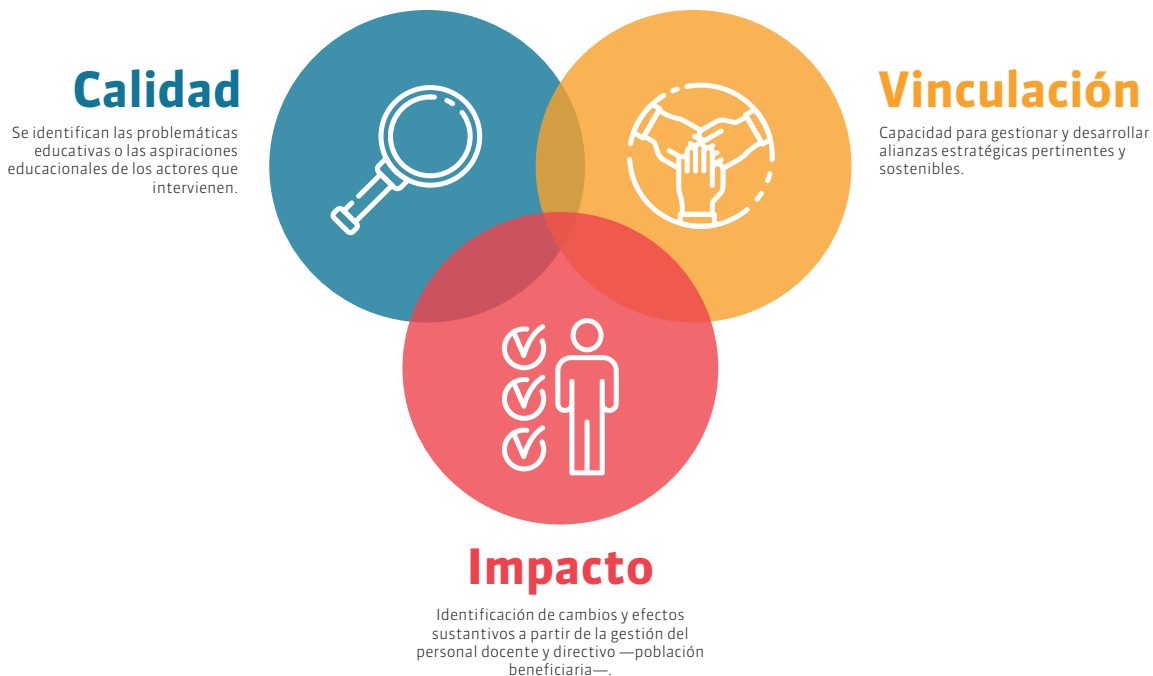 Calidad
Se identifican las problemáticas
educativas o las aspiraciones
educacionales de los actores que
intervienen.
Vinculación
Capacidad para gestionar y desarrollar
alianzas estratégicas pertinentes y
sostenibles.
Impacto
Identificación de cambios y efectos
sustantivos a partir de la gestión del
personal docente y directivo —población
beneficiaria—.